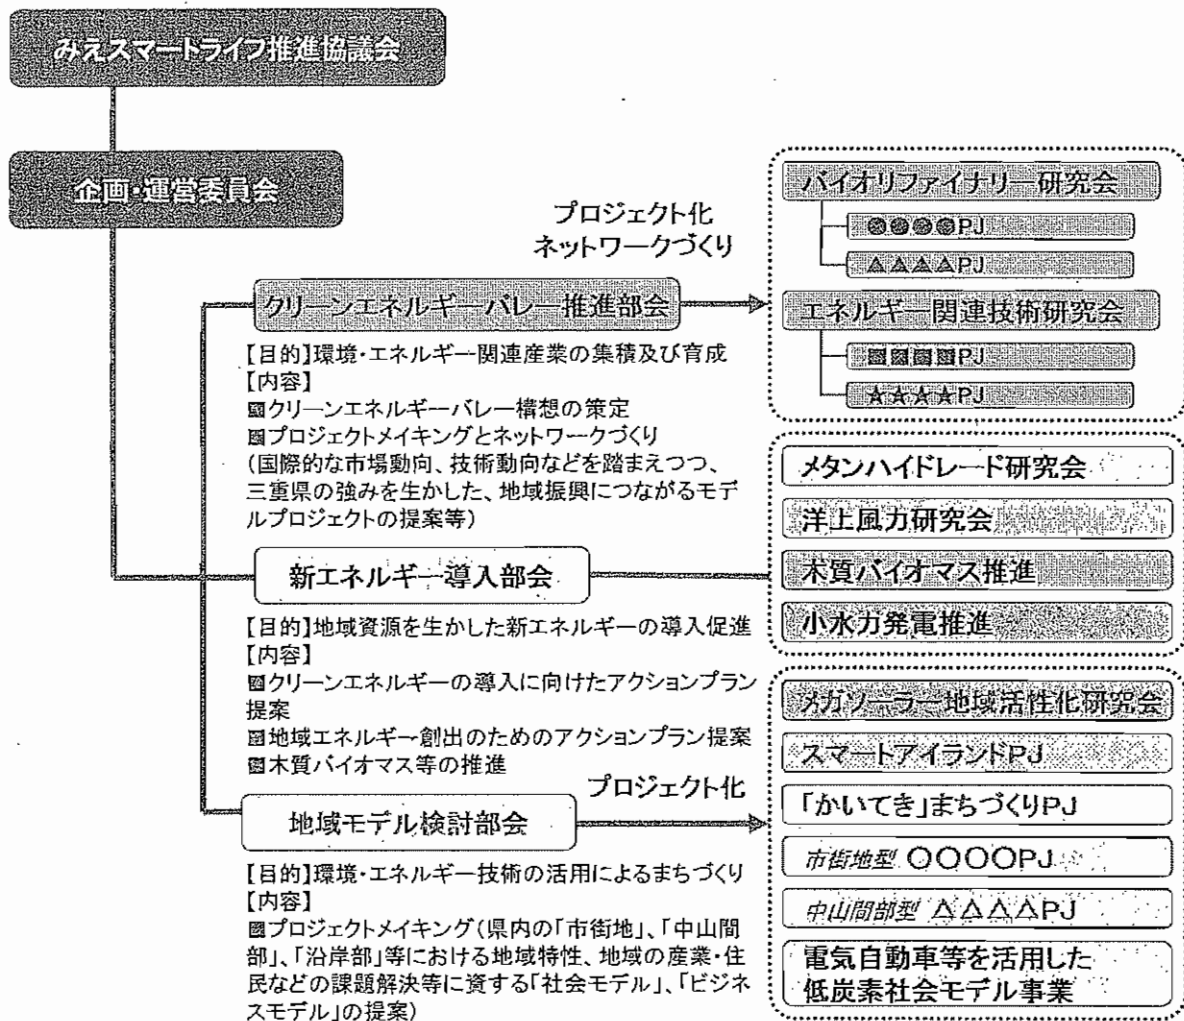 みえスマートライフ推進協議会
企画・運営委員会
プロジェクト化
ネットワークづくり
クリーンエネルギーバレー推進部会
【目的】環境・エネルギー関連産業の集積及び育成
【内容】
▩クリーンエネルギーバレー構想の策定
▩プロジェクトメイキングとネットワークづくり
(国際的な市場動向、技術動向などを踏まえつつ、
三重県の強みを生かした、地域振興につながるモデ
ルプロジェクトの提案等)
バイオリファイナリー研究会
●●●●PJ
△△△△PJ
エネルギー関連技術研究会
▩▩▩▩PJ
☆☆☆☆PJ
新エネルギー導入部会
【目的】地域資源を生かした新エネルギーの導入促進
【内容】
▩クリーンエネルギーの導入に向けたアクションプラン
提案
▩地域エネルギー創出のためのアクションプラン提案
▩木質バイオマス等の推進
メタンハイドレード研究会
洋上風力研究会
木質バイオマス推進
小水力発電推進
プロジェクト化
地域モデル検討部会
【目的】環境・エネルギー技術の活用によるまちづくり
【内容】
▩プロジェクトメイキング(県内の「市街地」、「中山間
部」、「沿岸部」等における地域特性、地域の産業・住
民などの課題解決等に資する「社会モデル」、「ビジネ
スモデル」の提案)
メガソーラー地域活性化研究会
スマートアイランドPJ
「かいてき」まちづくりPJ
市街地型 ○○○○PJ
中山間部型 △△△△PJ
電気自動車等を活用した
低炭素社会モデル事業